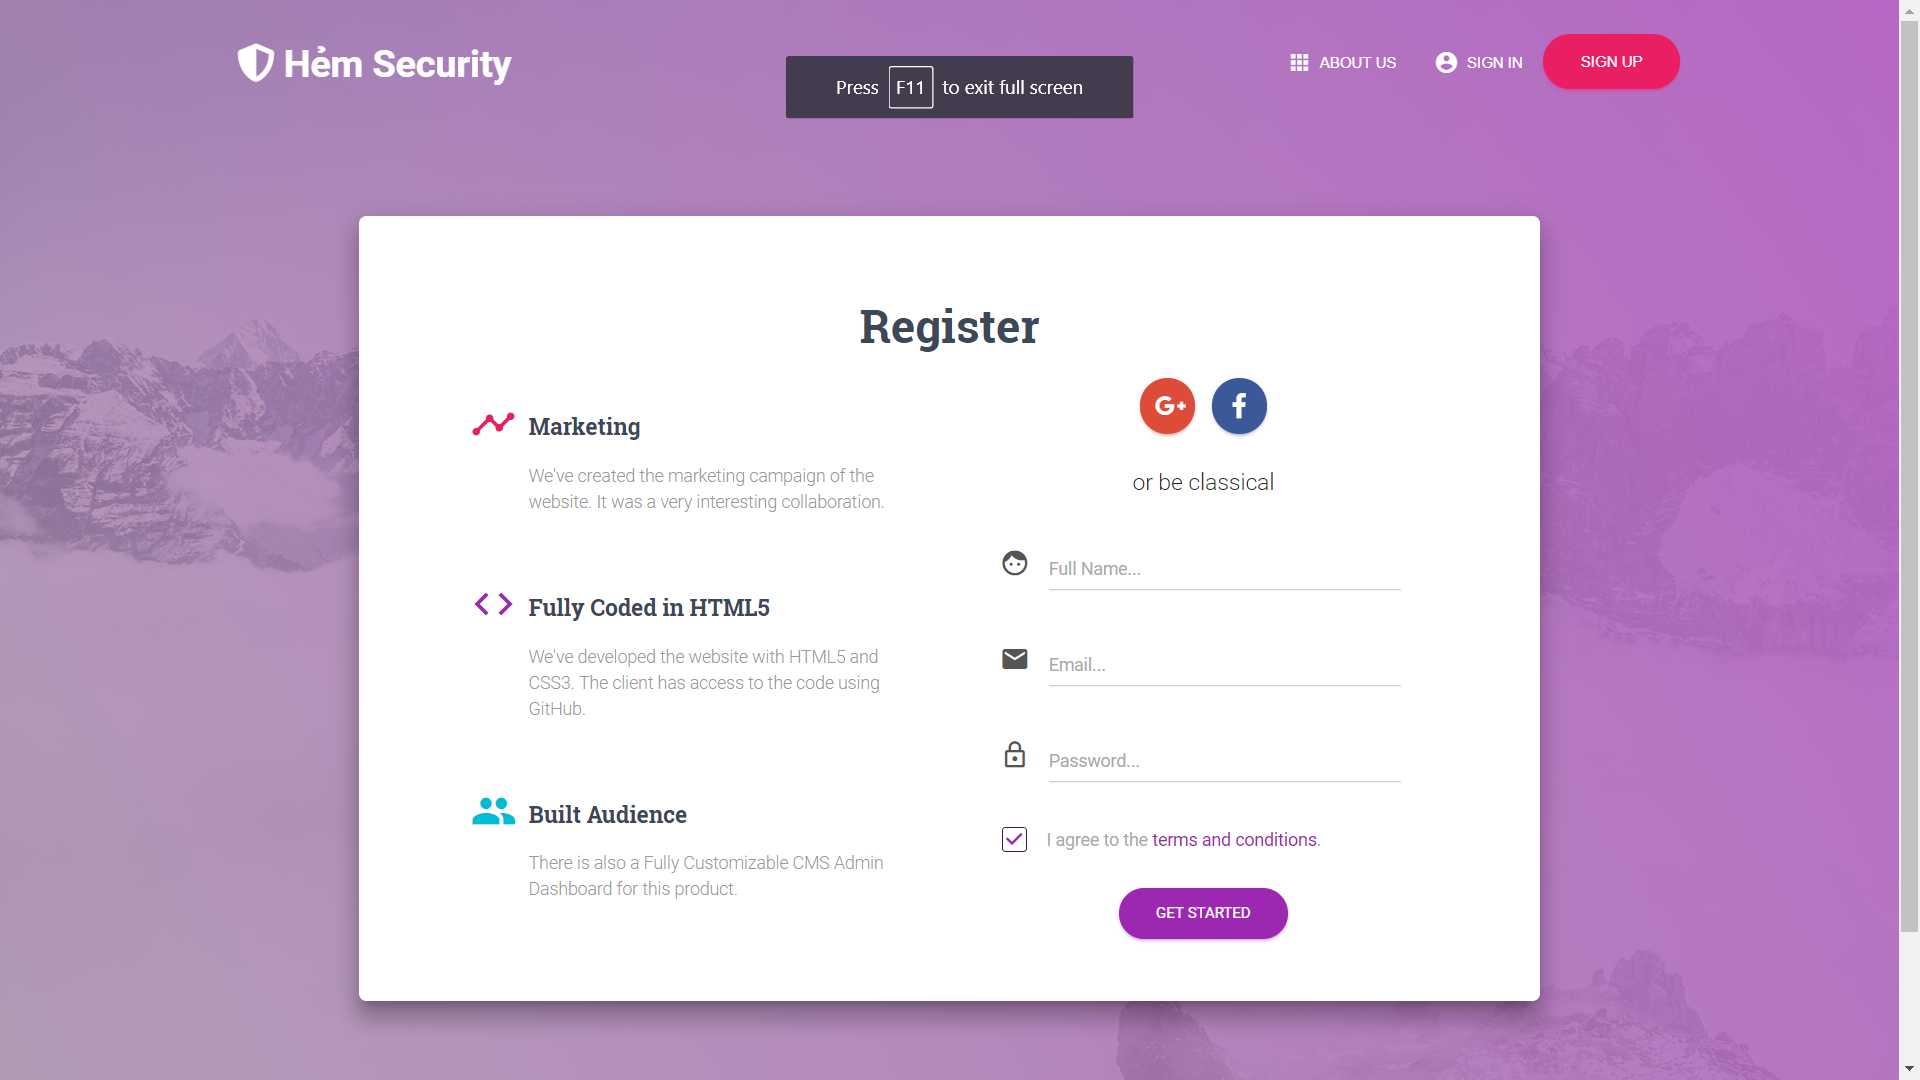 Hẻm Security
Press F11 to exit full screen
ABOUT US
SIGN IN
SIGN UP
Register
Marketing
We've created the marketing campaign of the
website. It was a very interesting collaboration.
Fully Coded in HTML5
We've developed the website with HTML5 and
CSS3. The client has access to the code using
GitHub.
Built Audience
There is also a Fully Customizable CMS Admin
Dashboard for this product.
G+
f
or be classical
Full Name...
Email...
Password...
I agree to the terms and conditions.
GET STARTED